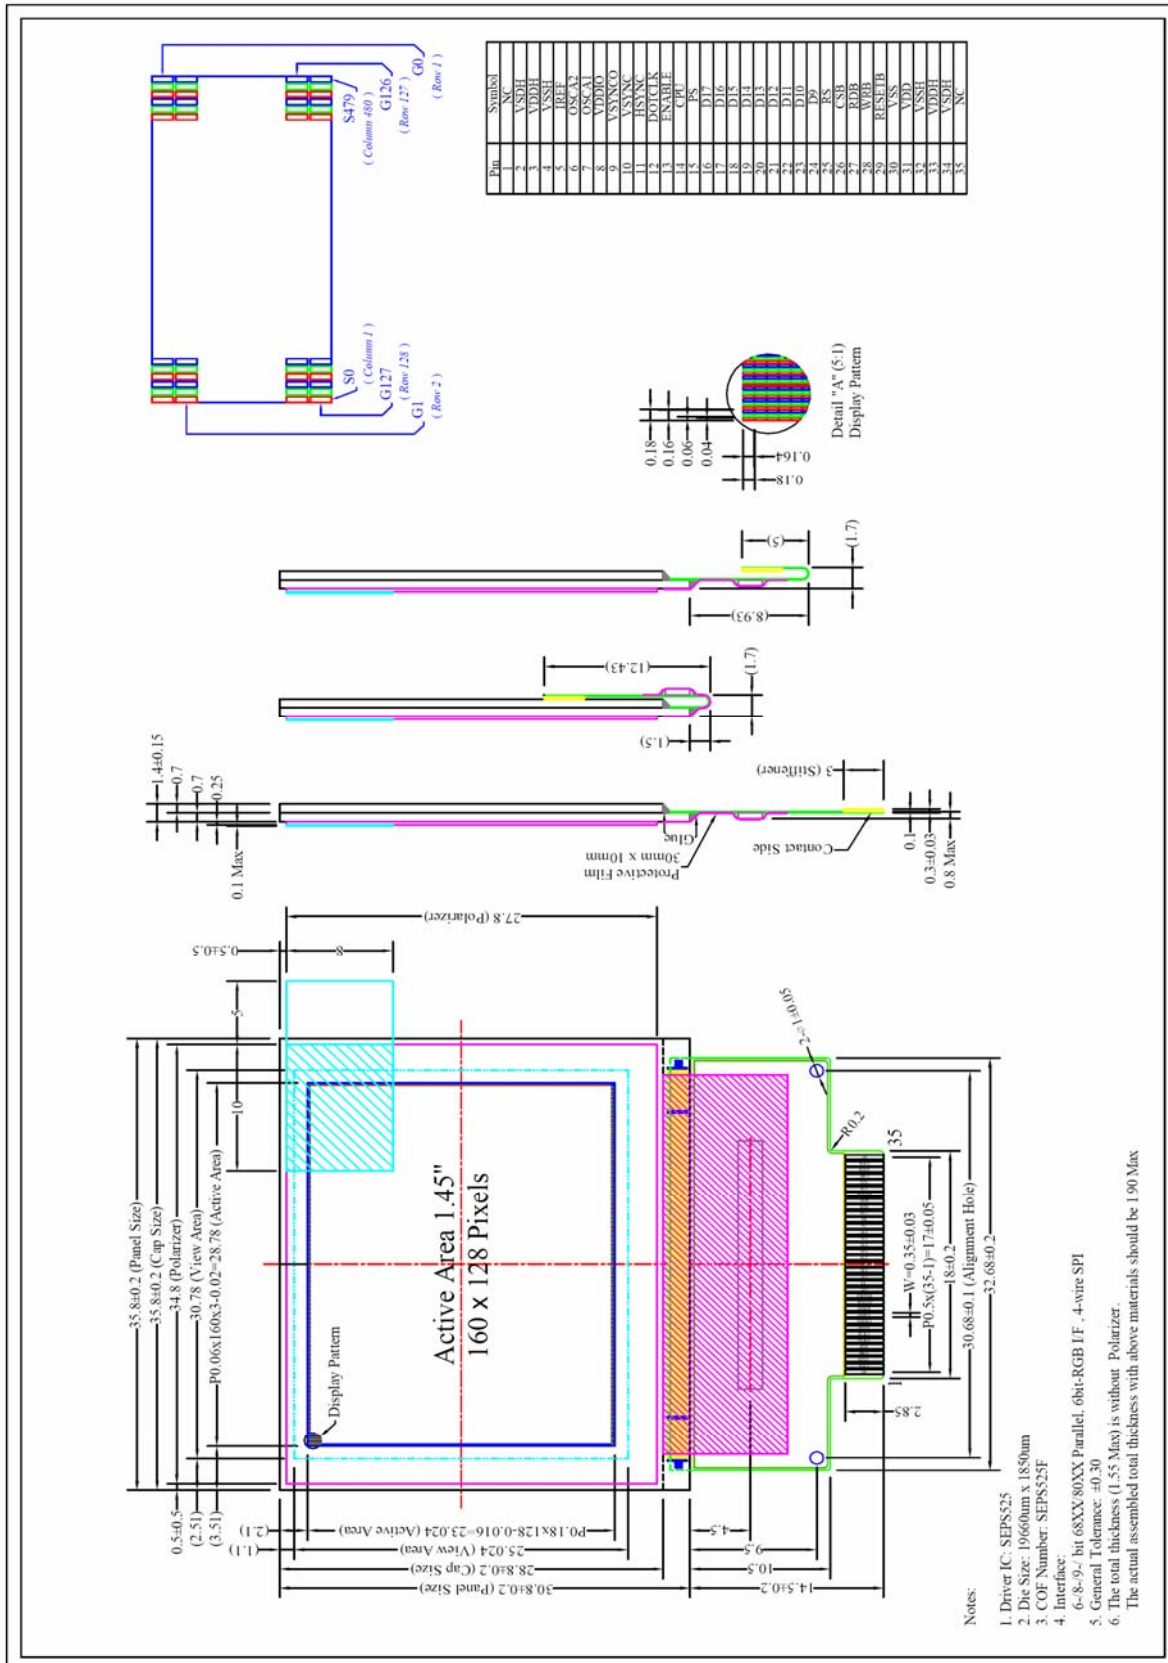 35.8±0.2 (Panel Size)
35.8±0.2 (Cap Size)
34.8 (Polarizer)
30.78 (View Area)
P0.06x160x3-0.02=28.78 (Active Area)
0.5±0.5
(2.51)
(3.51)
10
5
0.5±0.5
8
27.8 (Polarizer)
Display Pattern
Active Area 1.45"
160 x 128 Pixels
(2.1)
(1.1)
P0.18x128-0.016=23.024 (Active Area)
25.024 (View Area)
28.8±0.2 (Cap Size)
30.8±0.2 (Panel Size)
4.5
9.5
10.5
14.5±0.2
2.85
1
35
R0.2
W=0.35±0.03
P0.5x(35-1)=17±0.05
18±0.2
30.68±0.1 (Alignment Hole)
32.68±0.2
1.4±0.15
0.7
0.7
0.25
0.1 Max
Glue
Protective Film
30mm x 10mm
Contact Side
3 (Stiffener)
0.1
0.3±0.03
0.8 Max
(1.5)
(12.43)
(1.7)
(8.93)
(5)
(1.7)
0.18
0.16
0.06
0.04
0.164
0.18
Detail "A" (5:1)
Display Pattern
S0
( Column 1 )
G127
( Row 128 )
G1
( Row 2 )
S479
( Column 480 )
G126
( Row 127 )
G0
( Row 1 )
Pin Symbol
1 NC
2 VSDH
3 VDDH
4 VSSH
5 IREF
6 OSCA2
7 OSCA1
8 VDDIO
9 VSYNCO
10 VSYNC
11 HSYNC
12 DOTCLK
13 ENABLE
14 CPU
15 PS
16 D17
17 D16
18 D15
19 D14
20 D13
21 D12
22 D11
23 D10
24 D9
25 RS
26 CSB
27 RDB
28 WRB
29 RESETB
30 VSS
31 VDD
32 VSSH
33 VDDH
34 VSDH
35 NC
Notes:
1. Driver IC: SEPS525
2. Die Size: 19660um x 1850um
3. COF Number: SEPS525F
4. Interface:
6-/8-/9-/ bit 68XX/80XX Parallel, 6bit-RGB I/F , 4-wire SPI
5. General Tolerance: ±0.30
6. The total thickness (1.55 Max) is without Polarizer.
The actual assembled total thickness with above materials should be 1.90 Max